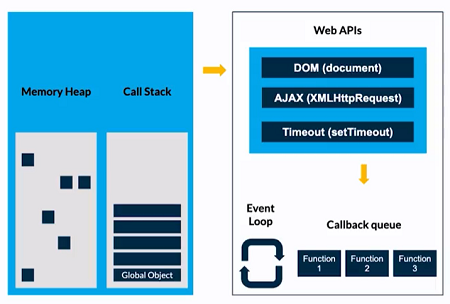 Memory Heap
Call Stack
Global Object
Web APIs
DOM (document)
AJAX (XMLHttpRequest)
Timeout (setTimeout)
Event
Loop
Callback queue
Function
1
Function
2
Function
3